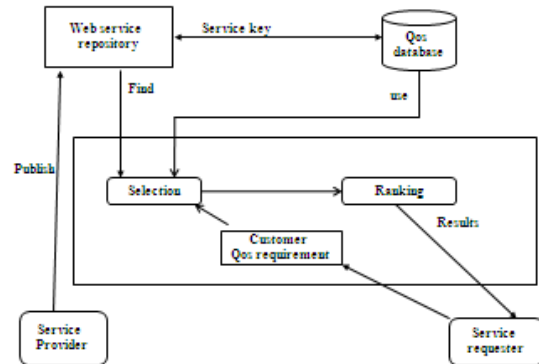 Web service
repository
Service key
Qos
database
Find
use
Publish
Selection
Ranking
Results
Customer
Qos requirement
Service
Provider
Service
requester